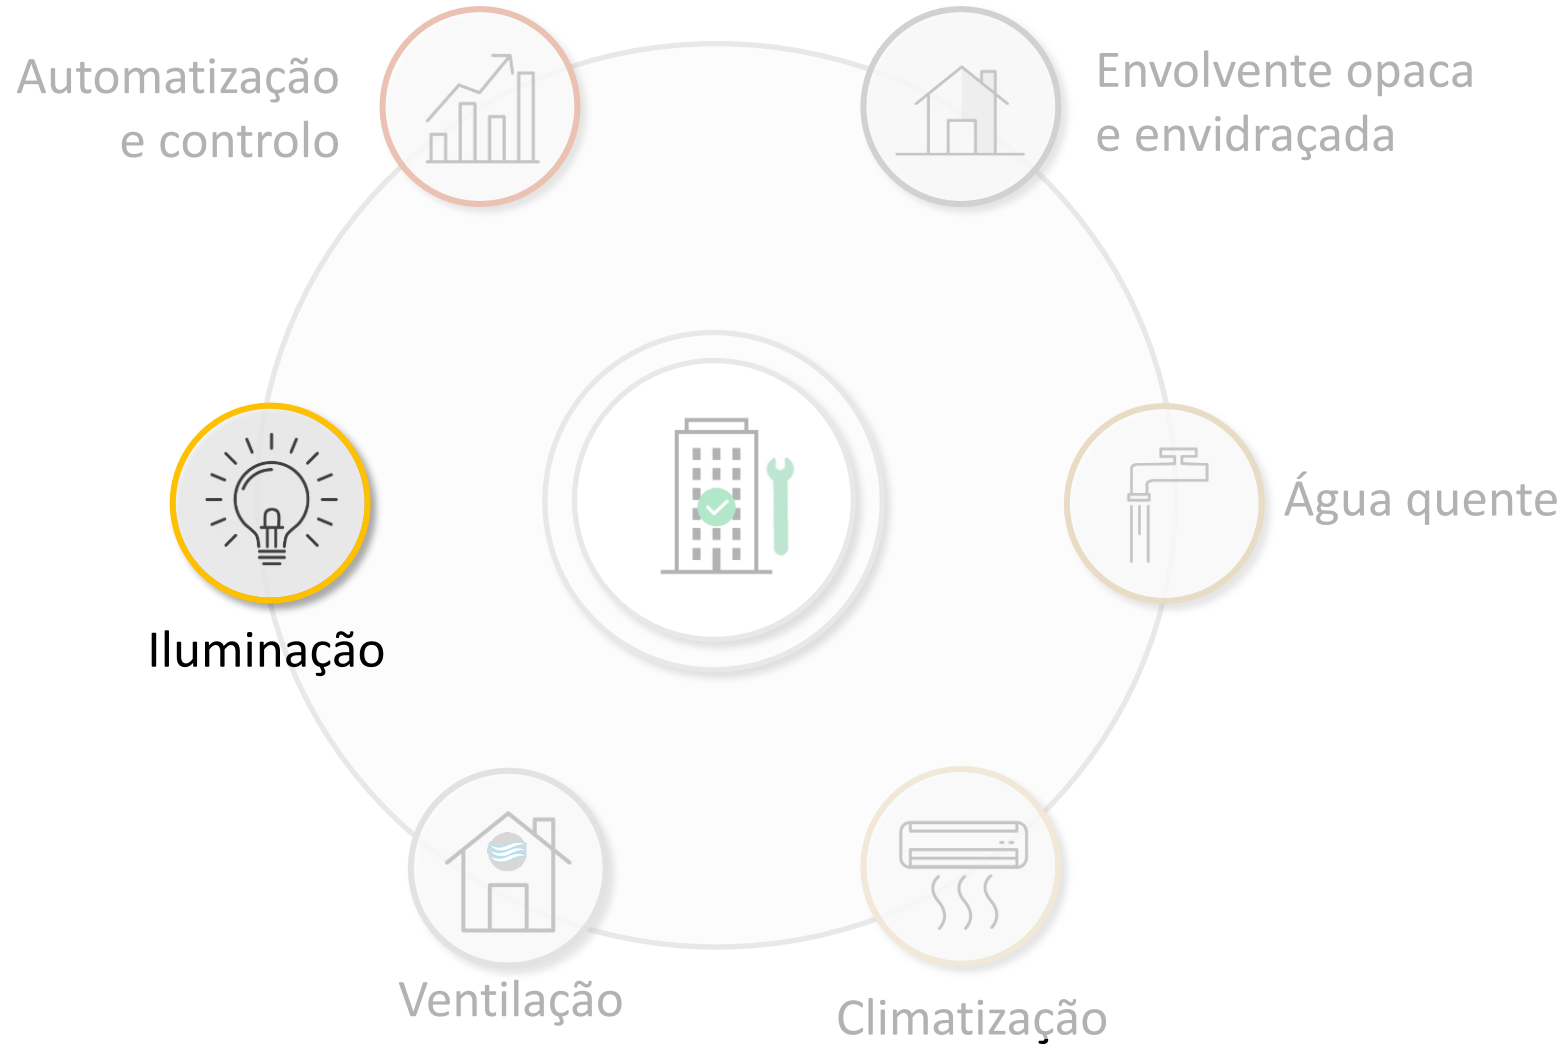 Automatização
e controlo
Envolvente opaca
e envidraçada
Água quente
Iluminação
Ventilação
Climatização